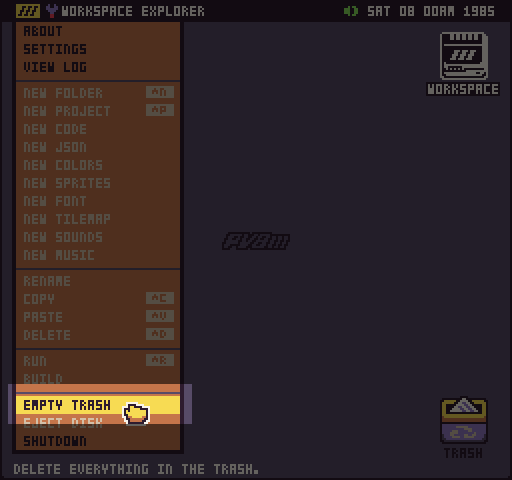 WORKSPACE EXPLORER
SAT 08 00AM 1985
ABOUT
SETTINGS
VIEW LOG
NEW FOLDER ^N
NEW PROJECT ^P
NEW CODE
NEW JSON
NEW COLORS
NEW SPRITES
NEW FONT
NEW TILEMAP
NEW SOUNDS
NEW MUSIC
RENAME
COPY ^C
PASTE ^V
DELETE ^D
RUN ^R
BUILD
EMPTY TRASH
EJECT DISK
SHUTDOWN
WORKSPACE
PV8
TRASH
DELETE EVERYTHING IN THE TRASH.